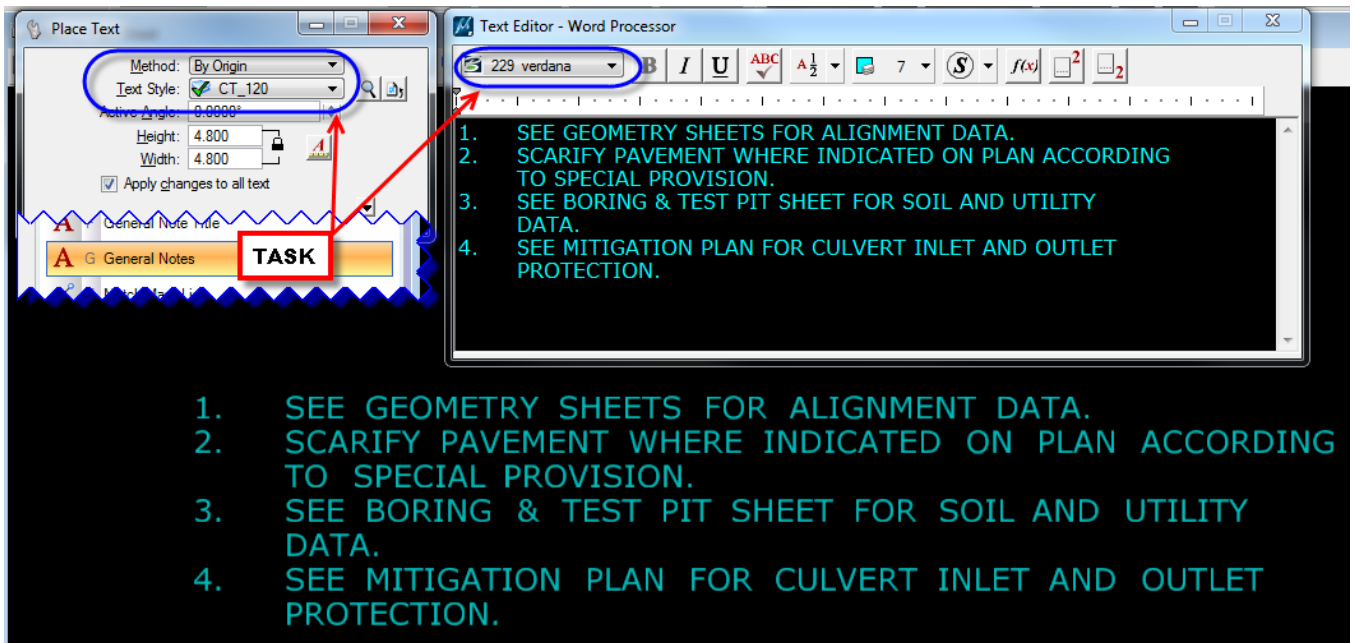 Place Text
Method: By Origin
Text Style: CT_120
Active Angle: 0.0000°
Height: 4.800
Width: 4.800
Apply changes to all text
General Note Title
G General Notes
TASK
Text Editor - Word Processor
229 verdana B I U ABC A 1 2 7 S f(x) 2 2
1. SEE GEOMETRY SHEETS FOR ALIGNMENT DATA.
2. SCARIFY PAVEMENT WHERE INDICATED ON PLAN ACCORDING
TO SPECIAL PROVISION.
3. SEE BORING & TEST PIT SHEET FOR SOIL AND UTILITY
DATA.
4. SEE MITIGATION PLAN FOR CULVERT INLET AND OUTLET
PROTECTION.
1. SEE GEOMETRY SHEETS FOR ALIGNMENT DATA.
2. SCARIFY PAVEMENT WHERE INDICATED ON PLAN ACCORDING
TO SPECIAL PROVISION.
3. SEE BORING & TEST PIT SHEET FOR SOIL AND UTILITY
DATA.
4. SEE MITIGATION PLAN FOR CULVERT INLET AND OUTLET
PROTECTION.